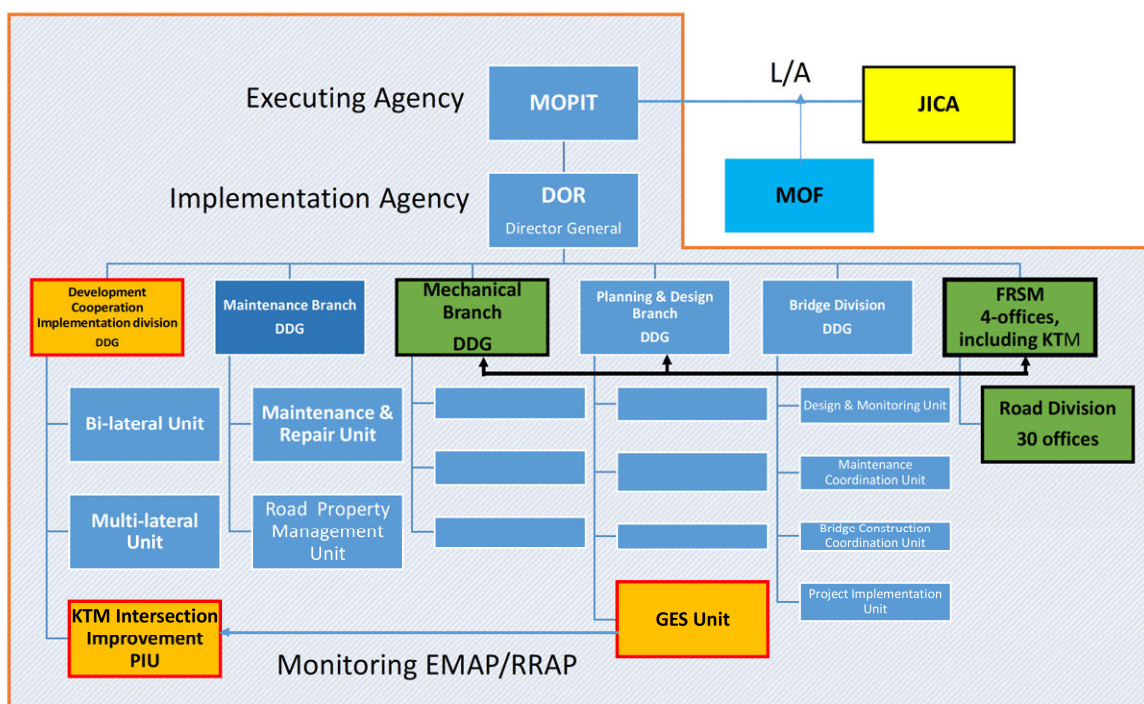 L/A
Executing Agency
MOPIT
JICA
MOF
Implementation Agency
DOR
Director General
Development
Cooperation
Implementation division
DDG
Maintenance Branch
DDG
Mechanical
Branch
DDG
Planning & Design
Branch
DDG
Bridge Division
DDG
FRSM
4-offices,
including KTM
Bi-lateral Unit
Multi-lateral
Unit
KTM Intersection
Improvement
PIU
Maintenance &
Repair Unit
Road Property
Management
Unit
GES Unit
Monitoring EMAP/RRAP
Design & Monitoring Unit
Maintenance
Coordination Unit
Bridge Construction
Coordination Unit
Project Implementation
Unit
Road Division
30 offices